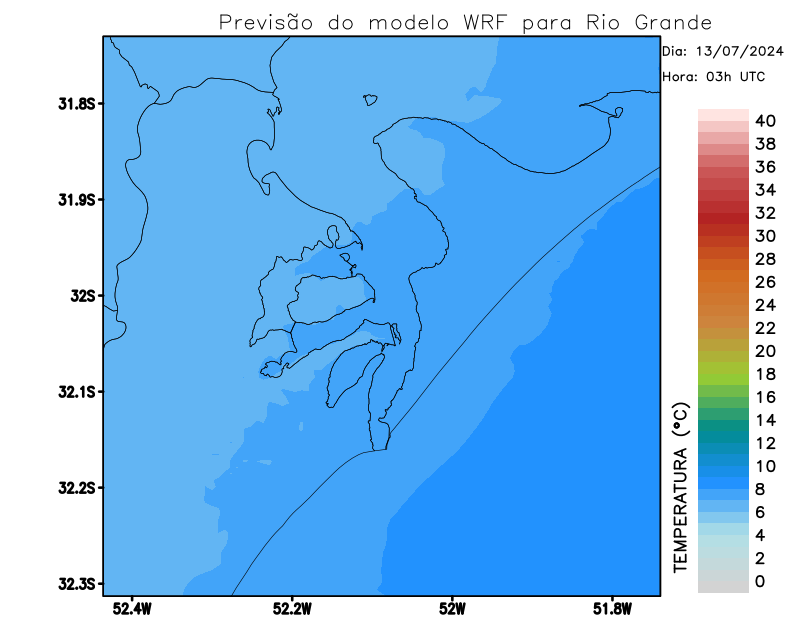 Previsão do modelo WRF para Rio Grande
Dia: 13/07/2024
Hora: 03h UTC
31.8S
31.9S
32S
32.1S
32.2S
32.3S
52.4W
52.2W
52W
51.8W
TEMPERATURA (°C)
40
38
36
34
32
30
28
26
24
22
20
18
16
14
12
10
8
6
4
2
0